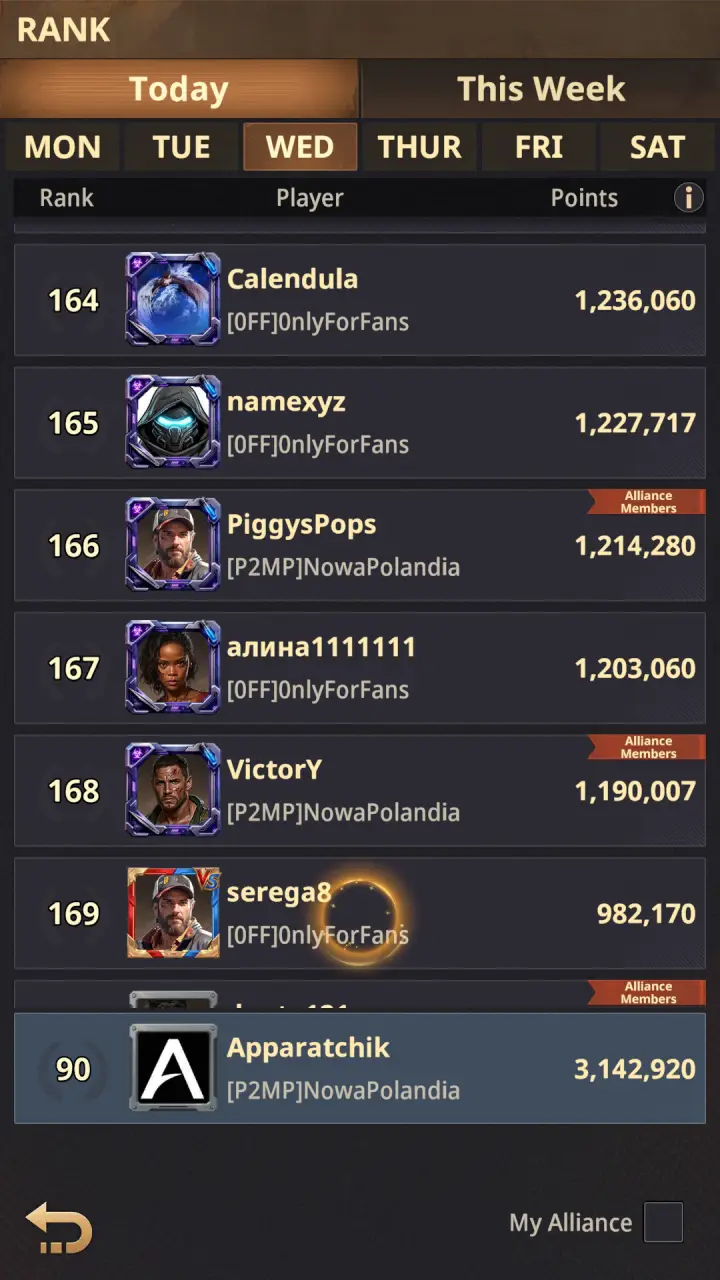 RANK
Today
This Week
MON
TUE
WED
THUR
FRI
SAT
Rank
Player
Points
164
Calendula
[0FF]0nlyForFans
1,236,060
165
namexyz
[0FF]0nlyForFans
1,227,717
Alliance
Members
166
PiggysPops
[P2MP]NowaPolandia
1,214,280
167
алина1111111
[0FF]0nlyForFans
1,203,060
Alliance
Members
168
VictorY
[P2MP]NowaPolandia
1,190,007
169
VS
serega8
[0FF]0nlyForFans
982,170
Alliance
Members
90
Apparatchik
[P2MP]NowaPolandia
3,142,920
My Alliance